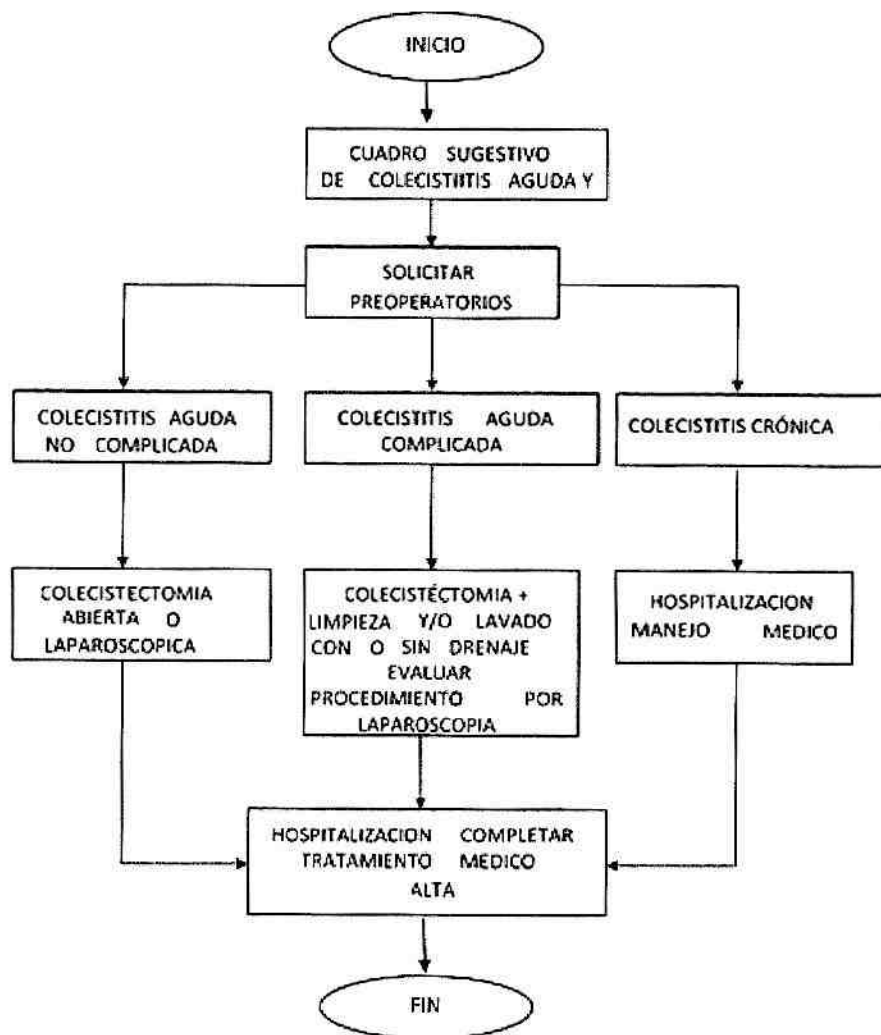 INICIO
CUADRO SUGESTIVO
DE COLECISTIITIS AGUDA Y
SOLICITAR
PREOPERATORIOS
COLECISTITIS AGUDA
NO COMPLICADA
COLECISTITIS AGUDA
COMPLICADA
COLECISTITIS CRÓNICA
COLECISTECTOMIA
ABIERTA O
LAPAROSCOPICA
COLECISTÉCTOMIA +
LIMPIEZA Y/O LAVADO
CON O SIN DRENAJE
EVALUAR
PROCEDIMIENTO POR
LAPAROSCOPIA
HOSPITALIZACION
MANEJO MEDICO
HOSPITALIZACION COMPLETAR
TRATAMIENTO MEDICO
ALTA
FIN